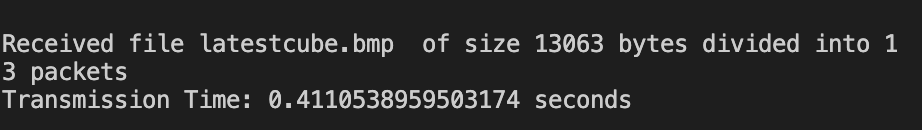 Received file latestcube.bmp  of size 13063 bytes divided into 1
3 packets
Transmission Time: 0.4110538959503174 seconds